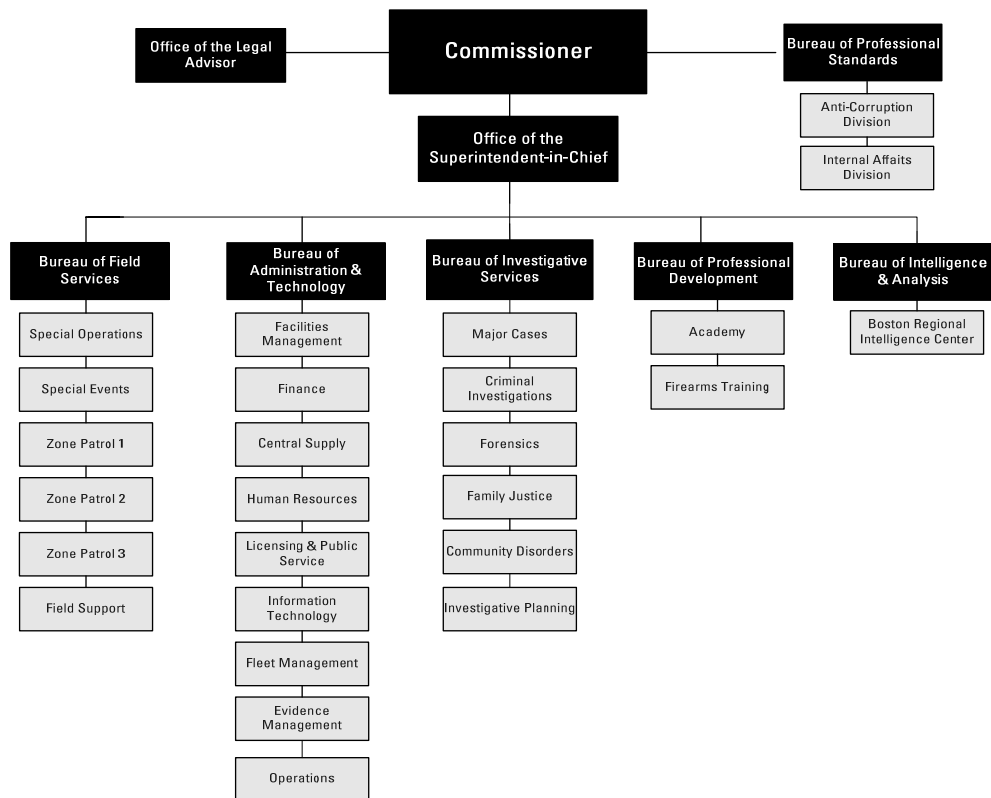 Office of the Legal
Advisor
Commissioner
Bureau of Professional
Standards
Anti-Corruption
Division
Internal Affaits
Division
Office of the
Superintendent-in-Chief
Bureau of Field
Services
Special Operations
Special Events
Zone Patrol 1
Zone Patrol 2
Zone Patrol 3
Field Support
Bureau of
Administration &
Technology
Facilities
Management
Finance
Central Supply
Human Resources
Licensing & Public
Service
Information
Technology
Fleet Management
Evidence
Management
Operations
Bureau of Investigative
Services
Major Cases
Criminal
Investigations
Forensics
Family Justice
Community Disorders
Investigative Planning
Bureau of Professional
Development
Academy
Firearms Training
Bureau of Intelligence
& Analysis
Boston Regional
Intelligence Center